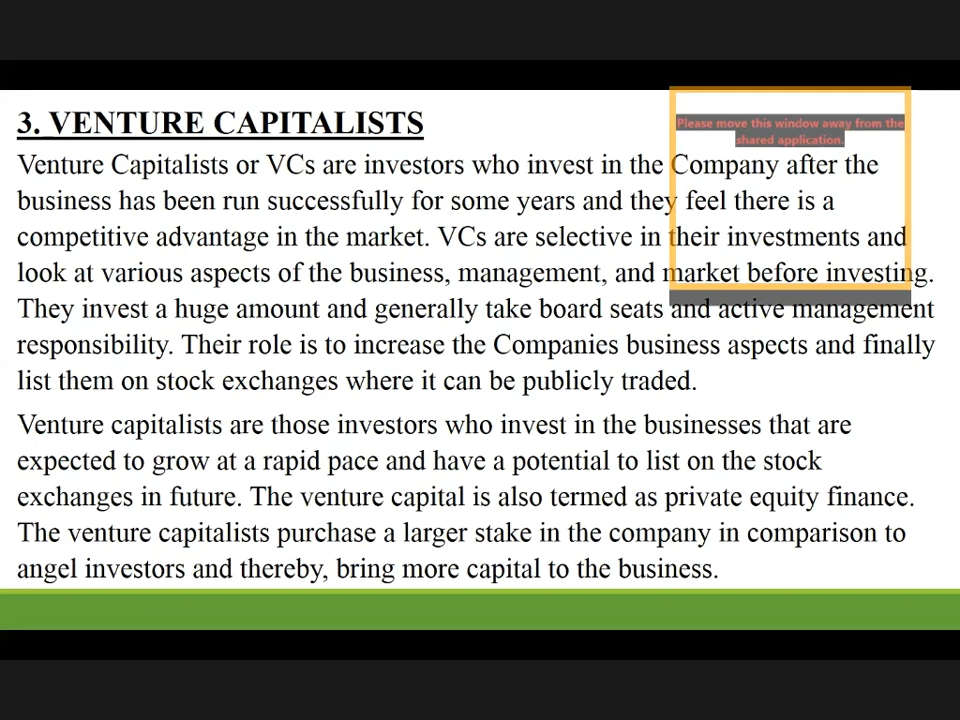 3. VENTURE CAPITALISTS
Please move this window away from the
shared application.
Venture Capitalists or VCs are investors who invest in the Company after the
business has been run successfully for some years and they feel there is a
competitive advantage in the market. VCs are selective in their investments and
look at various aspects of the business, management, and market before investing.
They invest a huge amount and generally take board seats and active management
responsibility. Their role is to increase the Companies business aspects and finally
list them on stock exchanges where it can be publicly traded.
Venture capitalists are those investors who invest in the businesses that are
expected to grow at a rapid pace and have a potential to list on the stock
exchanges in future. The venture capital is also termed as private equity finance.
The venture capitalists purchase a larger stake in the company in comparison to
angel investors and thereby, bring more capital to the business.